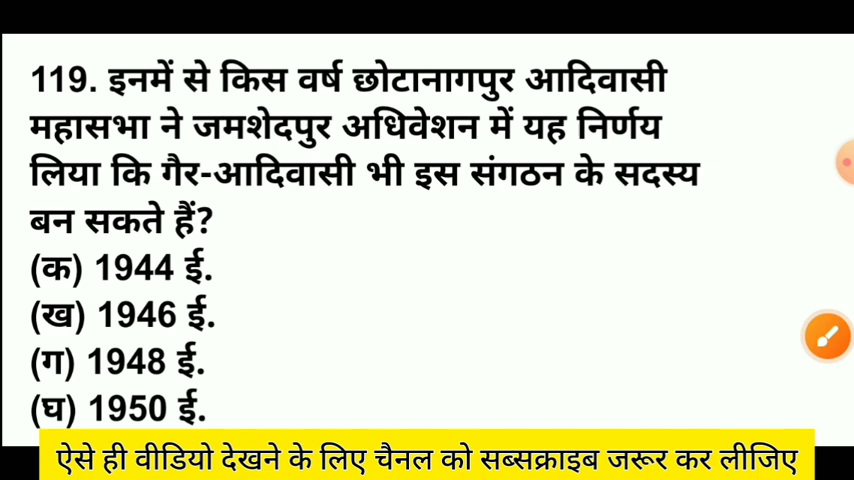 119. इनमें से किस वर्ष छोटानागपुर आदिवासी
महासभा ने जमशेदपुर अधिवेशन में यह निर्णय
लिया कि गैर-आदिवासी भी इस संगठन के सदस्य
बन सकते हैं?
(क) 1944 ई.
(ख) 1946 ई.
(ग) 1948 ई.
(घ) 1950 ई.
ऐसे ही वीडियो देखने के लिए चैनल को सब्सक्राइब जरूर कर लीजिए